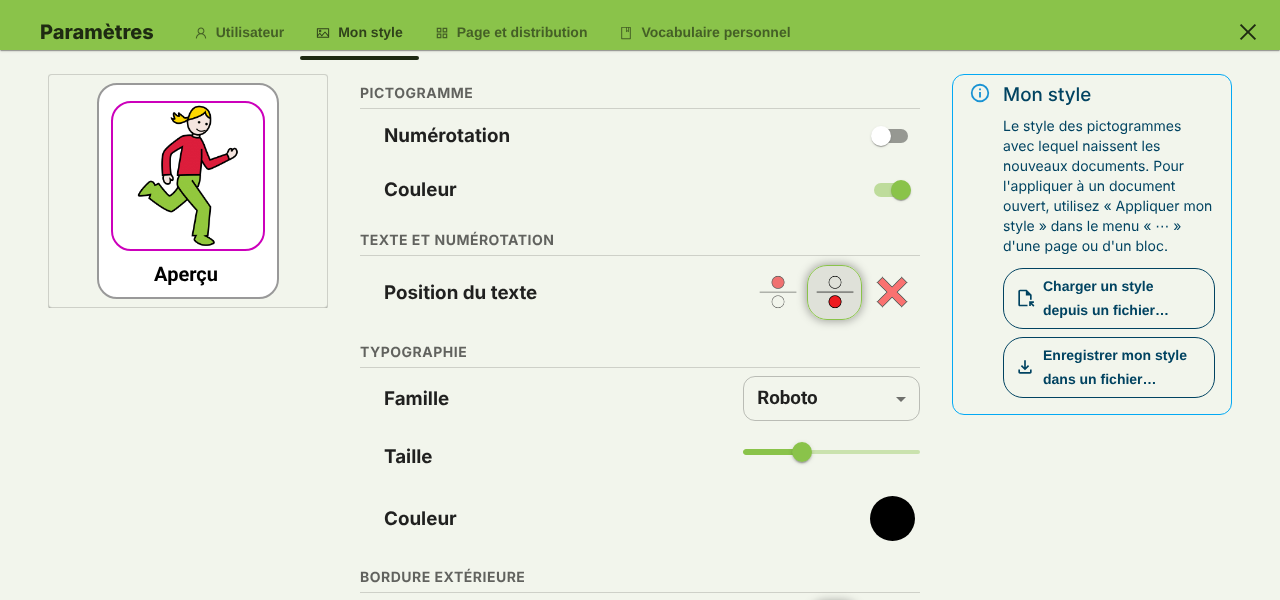 Paramètres
Utilisateur
Mon style
Page et distribution
Vocabulaire personnel
Aperçu
PICTOGRAMME
Numérotation
Couleur
TEXTE ET NUMÉROTATION
Position du texte
TYPOGRAPHIE
Famille
Roboto
Taille
Couleur
BORDURE EXTÉRIEURE
Mon style
Le style des pictogrammes
avec lequel naissent les
nouveaux documents. Pour
l'appliquer à un document
ouvert, utilisez « Appliquer mon
style » dans le menu « ··· »
d'une page ou d'un bloc.
Charger un style
depuis un fichier…
Enregistrer mon style
dans un fichier…